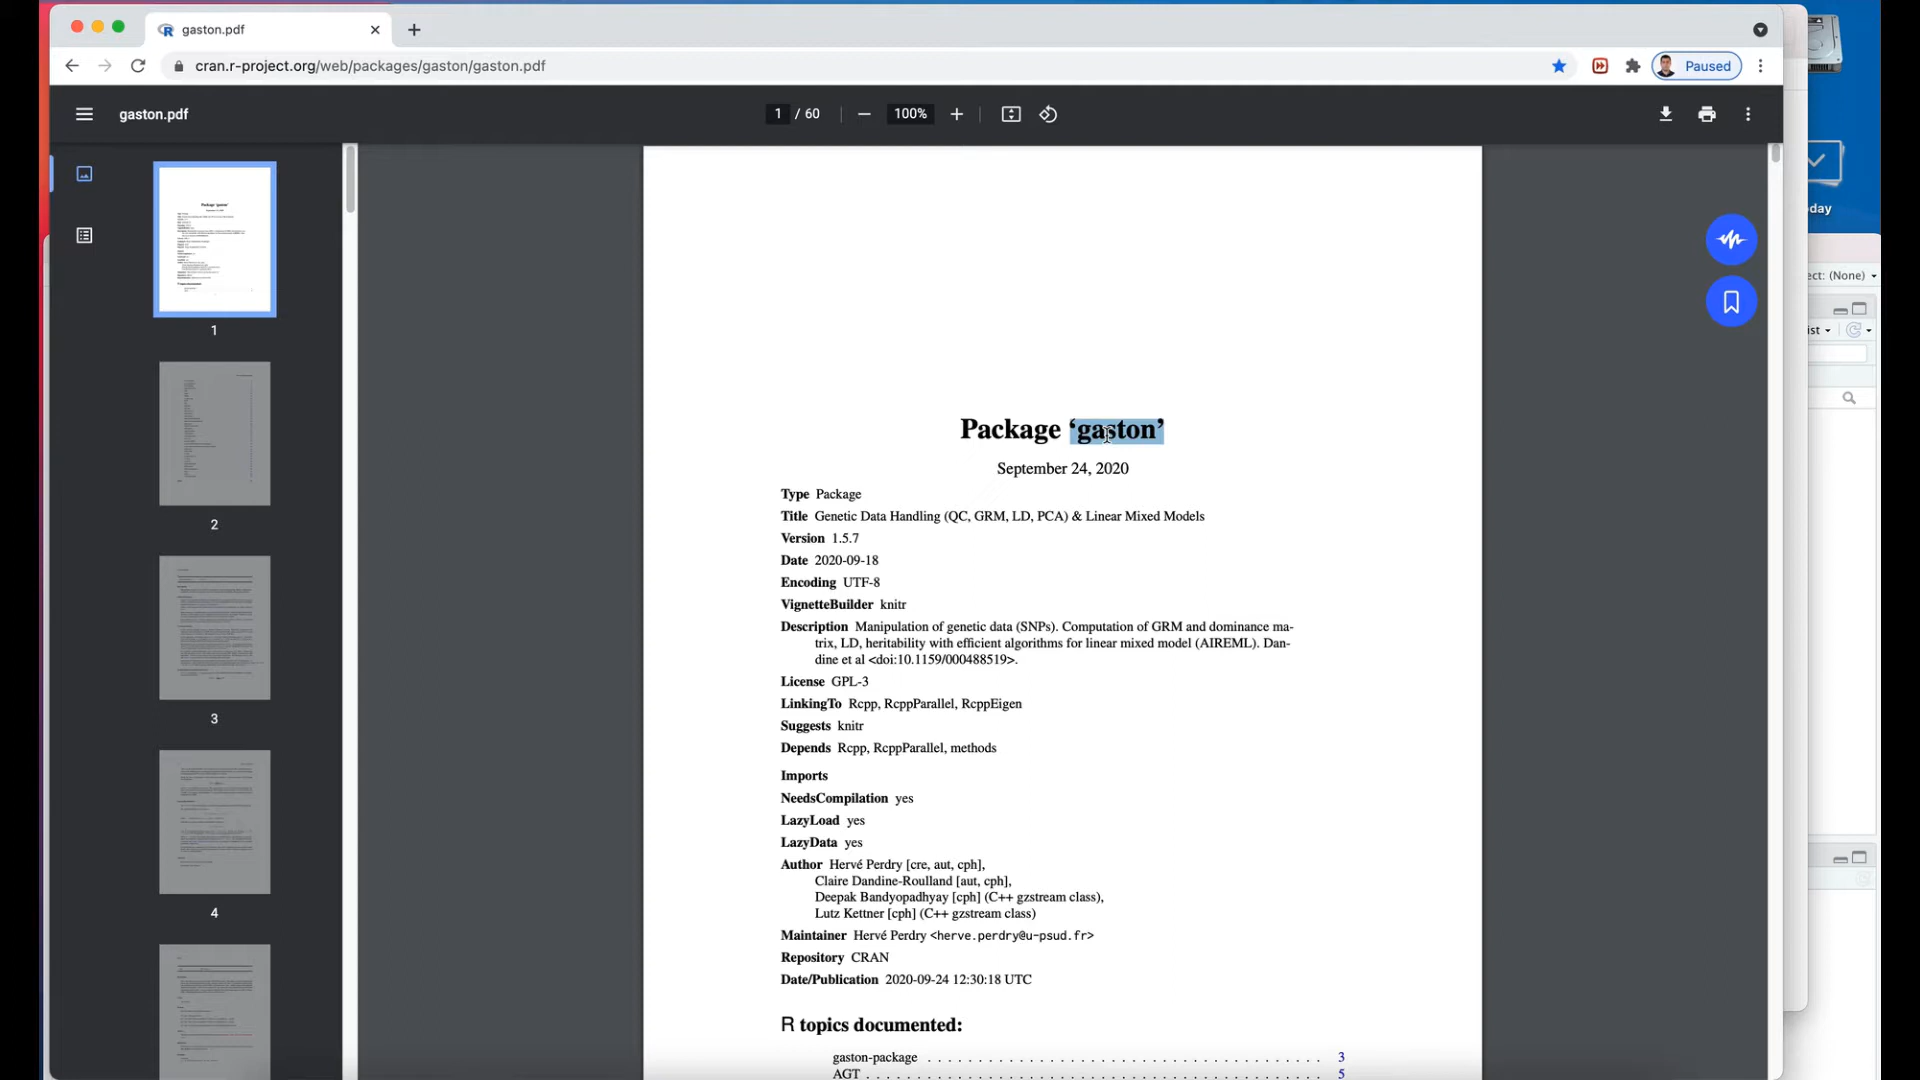 gaston.pdf
cran.r-project.org/web/packages/gaston/gaston.pdf
Paused
gaston.pdf
1 / 60
100%
day
ect: (None)
ist
1
2
3
4
Package ‘gaston’
September 24, 2020
Type Package
Title Genetic Data Handling (QC, GRM, LD, PCA) & Linear Mixed Models
Version 1.5.7
Date 2020-09-18
Encoding UTF-8
VignetteBuilder knitr
Description Manipulation of genetic data (SNPs). Computation of GRM and dominance ma-
trix, LD, heritability with efficient algorithms for linear mixed model (AIREML). Dan-
dine et al <doi:10.1159/000488519>.
License GPL-3
LinkingTo Rcpp, RcppParallel, RcppEigen
Suggests knitr
Depends Rcpp, RcppParallel, methods
Imports
NeedsCompilation yes
LazyLoad yes
LazyData yes
Author Hervé Perdry [cre, aut, cph],
Claire Dandine-Roulland [aut, cph],
Deepak Bandyopadhyay [cph] (C++ gzstream class),
Lutz Kettner [cph] (C++ gzstream class)
Maintainer Hervé Perdry <herve.perdry@u-psud.fr>
Repository CRAN
Date/Publication 2020-09-24 12:30:18 UTC
R topics documented:
gaston-package . . . . . . . . . . . . . . . . . . . . . . . . . . . . . . . . . . . . . . 3
AGT . . . . . . . . . . . . . . . . . . . . . . . . . . . . . . . . . . . . . . . . . . . . 5